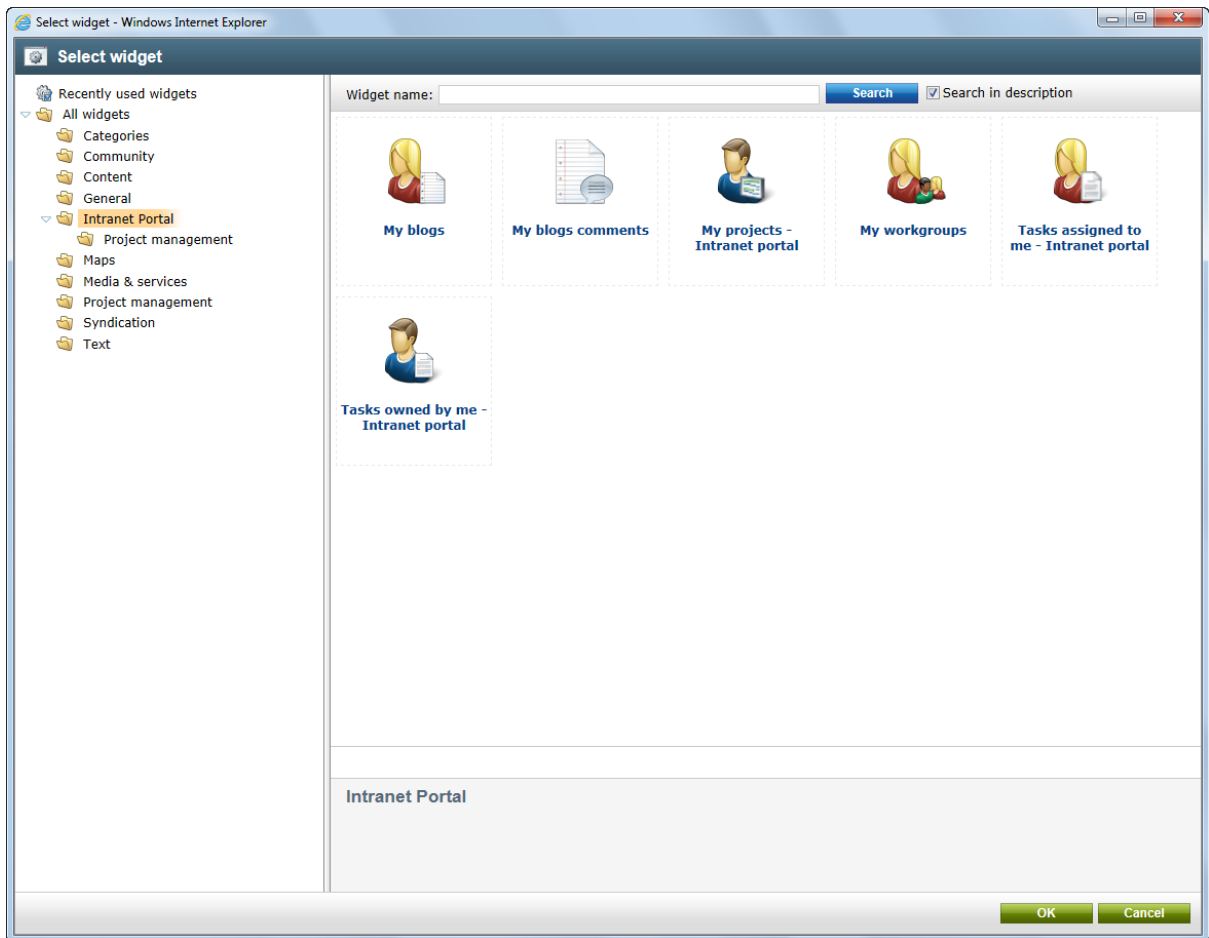 Select widget - Windows Internet Explorer
Select widget
Recently used widgets
All widgets
Categories
Community
Content
General
Intranet Portal
Project management
Maps
Media & services
Project management
Syndication
Text
Widget name:
Search
Search in description
My blogs
My blogs comments
My projects -
Intranet portal
My workgroups
Tasks assigned to
me - Intranet portal
Tasks owned by me -
Intranet portal
Intranet Portal
OK
Cancel